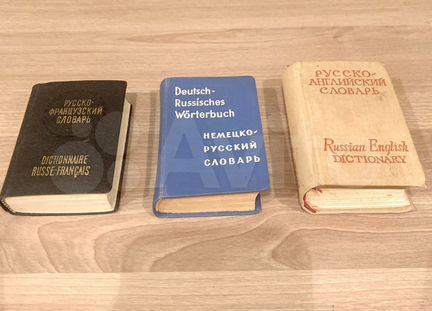 РУССКО-
ФРАНЦУЗСКИЙ
СЛОВАРЬ
DICTIONNAIRE
RUSSE-FRANÇAIS
Deutsch-
Russisches
Wörterbuch
НЕМЕЦКО-
РУССКИЙ
СЛОВАРЬ
РУССКО-
АНГЛИЙСКИЙ
СЛОВАРЬ
Russian English
DICTIONARY